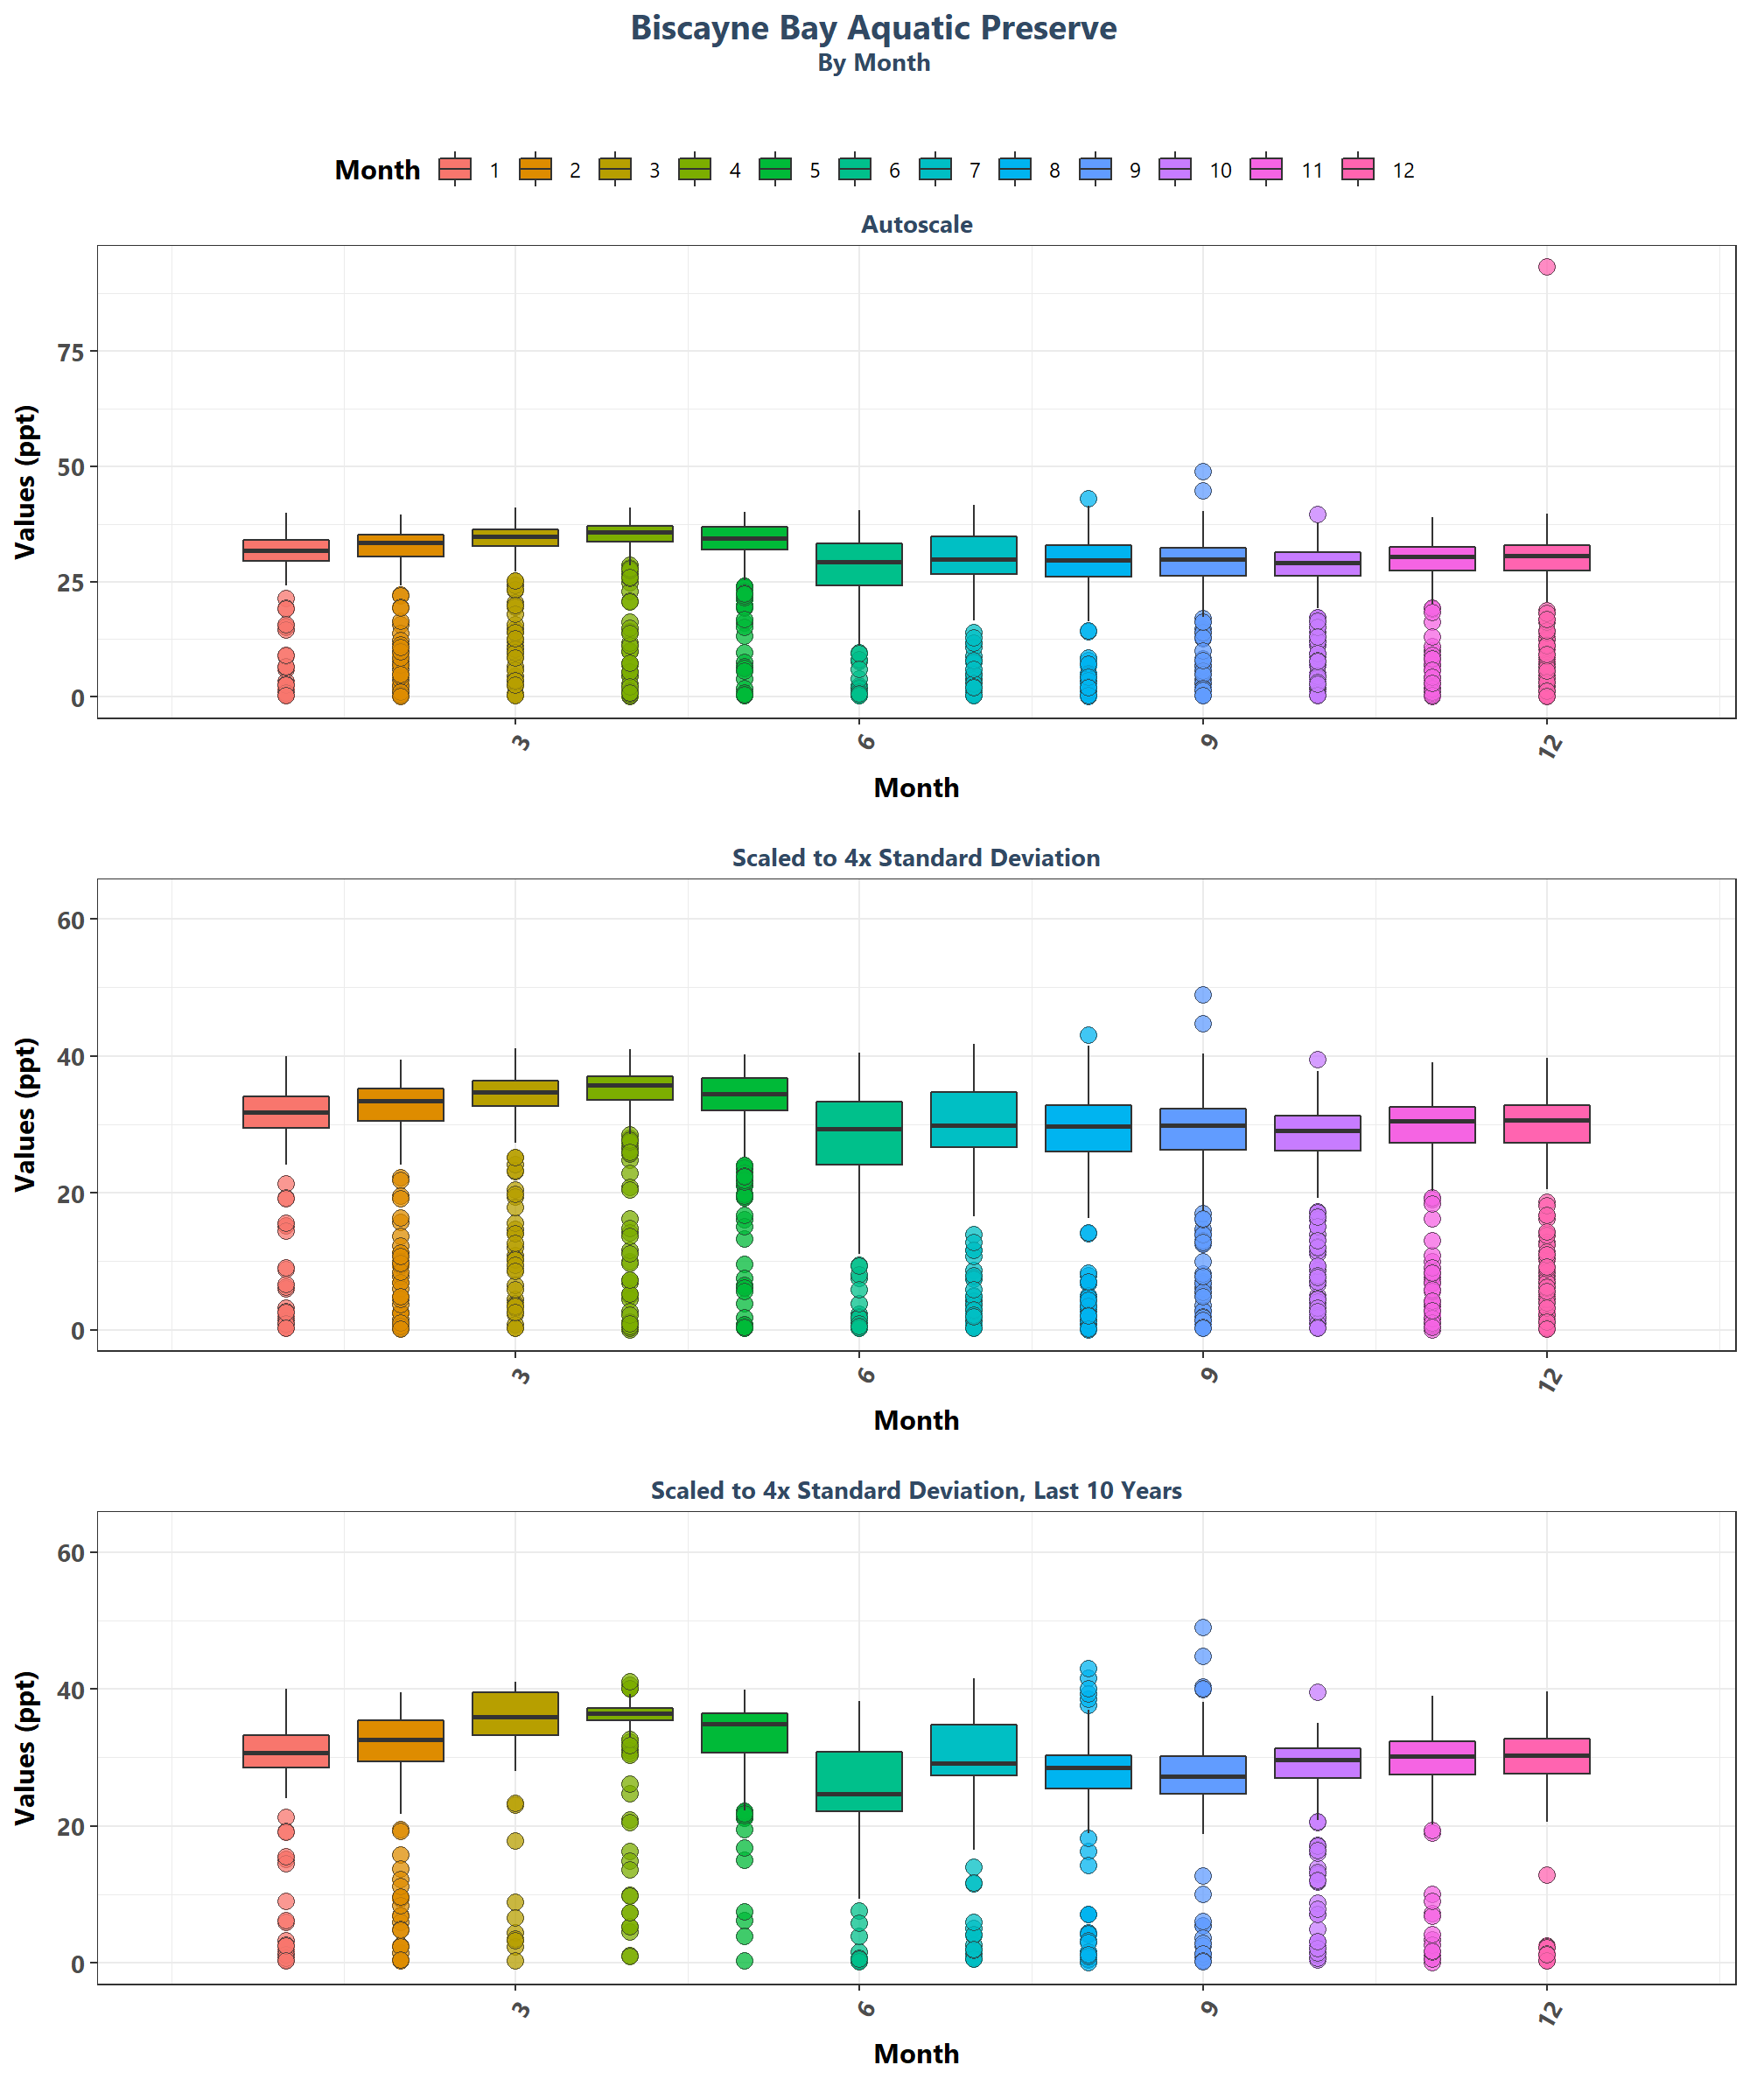 Biscayne Bay Aquatic Preserve
By Month
Month 1 2 3 4 5 6 7 8 9 10 11 12
Autoscale
Values (ppt)
75
50
25
0
3 6 9 12
Month
Scaled to 4x Standard Deviation
Values (ppt)
60
40
20
0
3 6 9 12
Month
Scaled to 4x Standard Deviation, Last 10 Years
Values (ppt)
60
40
20
0
3 6 9 12
Month